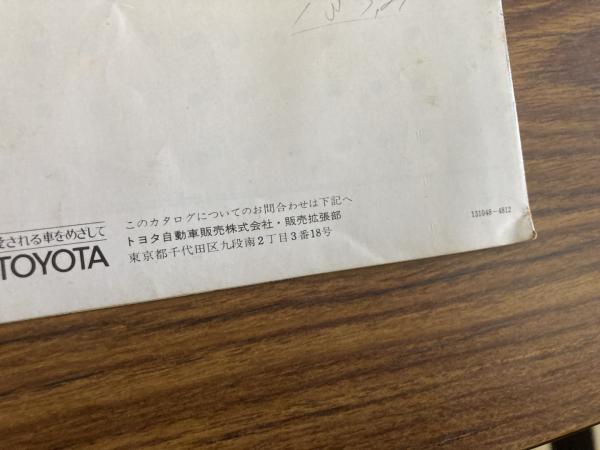 愛される車をめざして
TOYOTA
このカタログについてのお問合わせは下記へ
トヨタ自動車販売株式会社・販売拡張部
東京都千代田区九段南2丁目3番18号
131048-4812